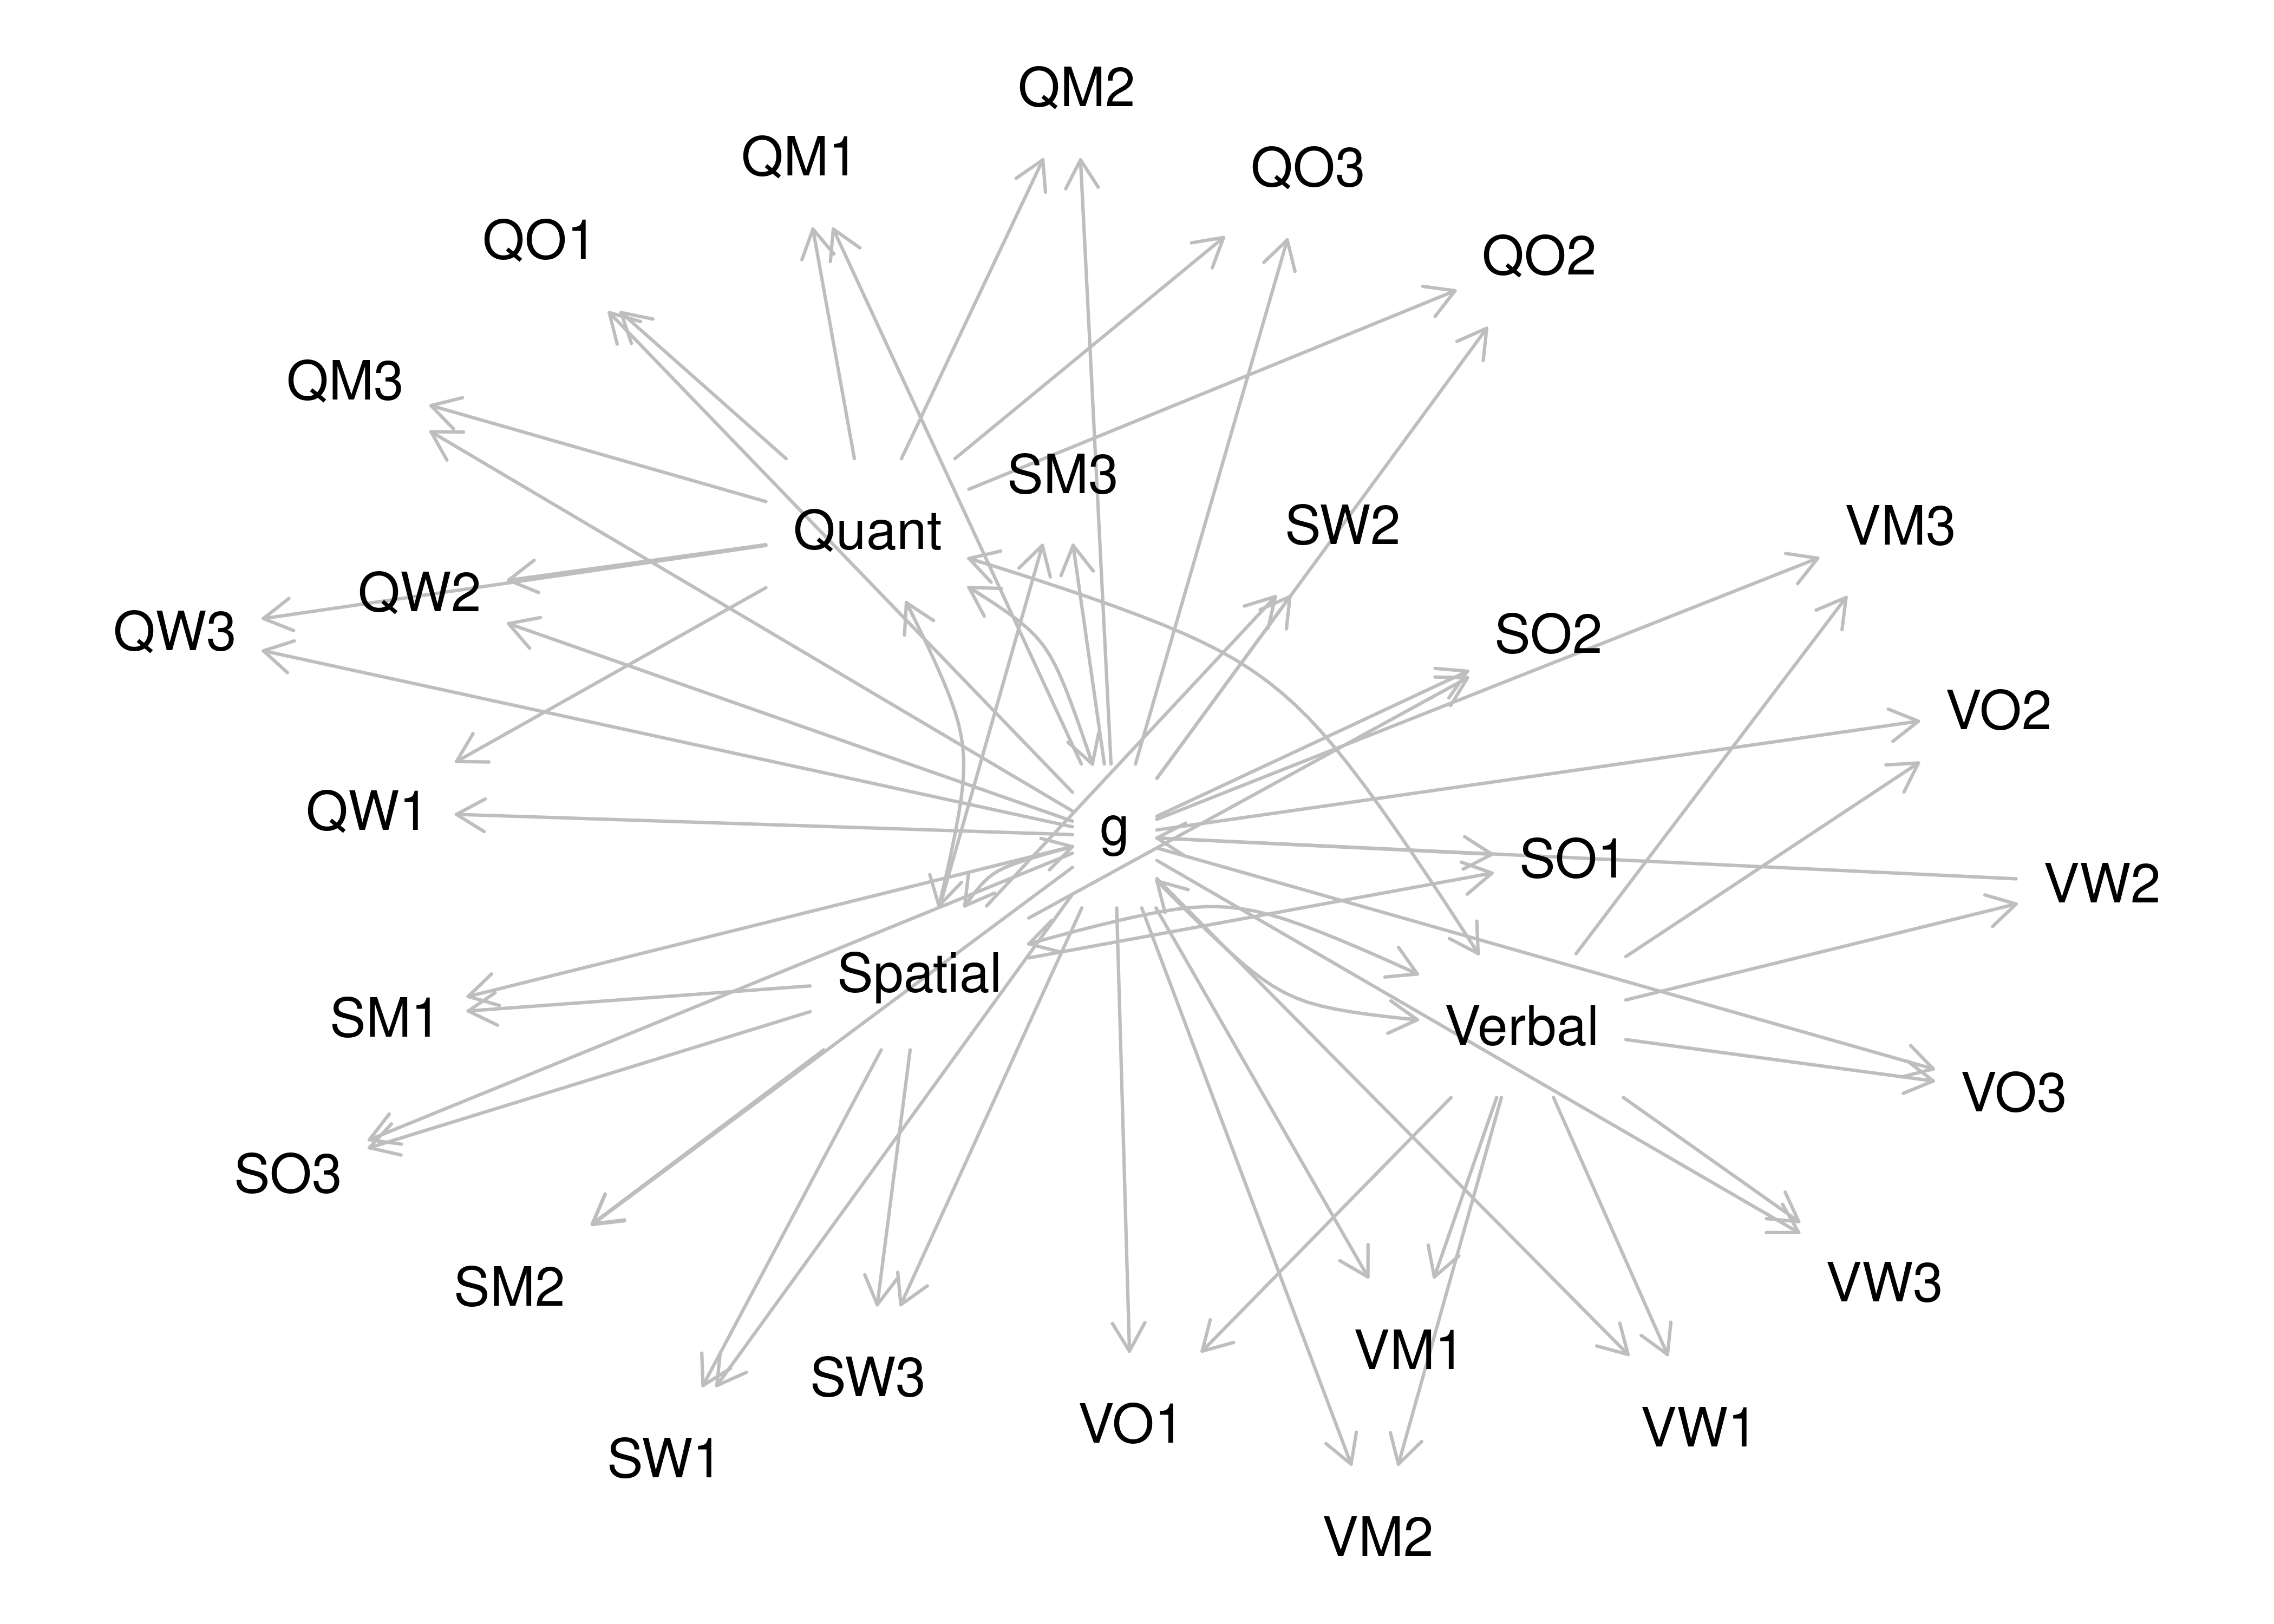 QM2
QM1
QO3
QO1
QO2
QM3
SM3
Quant
SW2
VM3
QW2
QW3
SO2
VO2
QW1
g
SO1
VW2
Spatial
SM1
Verbal
VO3
SO3
SM2
VW3
VM1
SW3
VO1
VW1
SW1
VM2